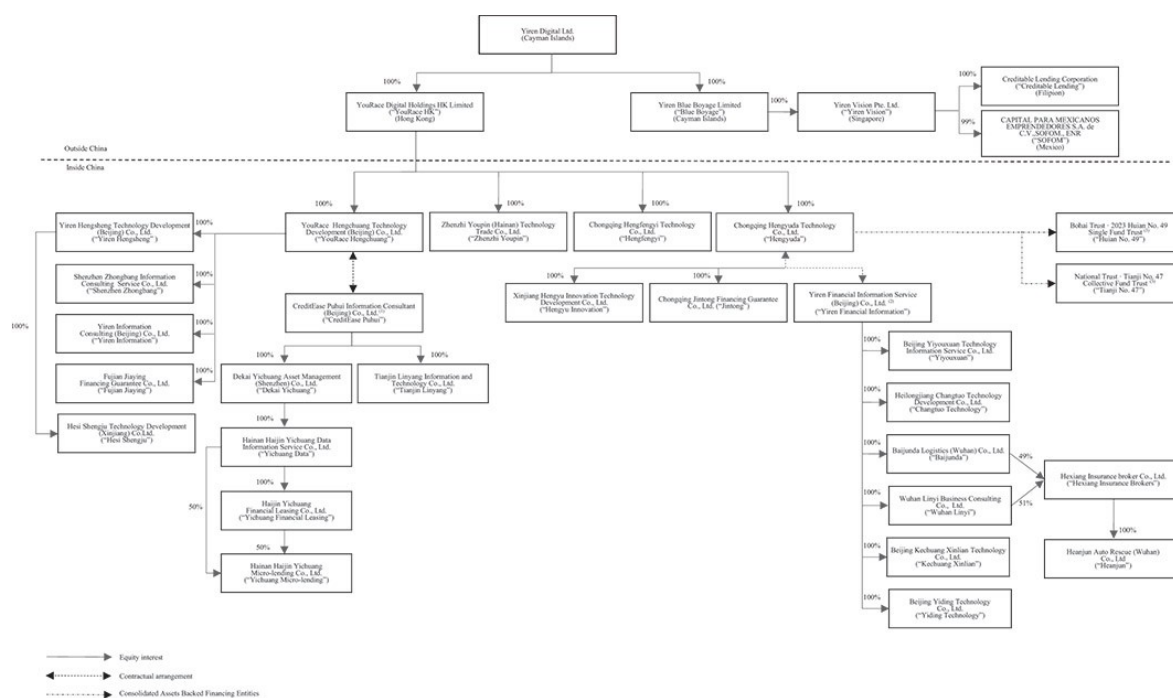 Yiren Digital Ltd.
(Cayman Islands)
100%
100%
YouRace Digital Holdings HK Limited
("YouRace HK")
(Hong Kong)
Yiren Blue Boyage Limited
("Blue Boyage")
(Cayman Islands)
100%
Yiren Vision Pte. Ltd.
("Yiren Vision")
(Singapore)
100%
Creditable Lending Corporation
("Creditable Lending")
(Filipion)
99%
CAPITAL PARA MEXICANOS
EMPRENDEDORES S.A. de
C.V.,SOFOM., ENR
("SOFOM")
(Mexico)
Outside China
Inside China
100%
100%
100%
100%
Yiren Hengsheng Technology Development
(Beijing) Co., Ltd.
("Yiren Hengsheng")
100%
YouRace Hengchuang Technology
Development (Beijing) Co., Ltd.
("YouRace Hengchuang")
Zhenzhi Youpin (Hainan) Technology
Trade Co., Ltd.
("Zhenzhi Youpin")
Chongqing Hengfengyi Technology
Co., Ltd.
("Hengfengyi")
Chongqing Hengyuda Technology
Co., Ltd.
("Hengyuda")
Bohai Trust - 2023 Huian No. 49
Single Fund Trust
("Huian No. 49")
Shenzhen Zhongbang Information
Consulting Service Co., Ltd.
("Shenzhen Zhongbang")
100%
100%
100%
100%
National Trust - Tianji No. 47
Collective Fund Trust
("Tianji No. 47")
CreditEase Puhui Information Consultant
(Beijing) Co., Ltd.(1)
("CreditEase Puhui")
Xinjiang Hengyu Innovation Technology
Development Co., Ltd.
("Hengyu Innovation")
Chongqing Jintong Financing Guarantee
Co., Ltd. ("Jintong")
Yiren Financial Information Service
(Beijing) Co., Ltd. (2)
("Yiren Financial Information")
100%
Yiren Information
Consulting (Beijing) Co., Ltd.
("Yiren Information")
100%
100%
100%
100%
Beijing Yiyouxuan Technology
Information Service Co., Ltd.
("Yiyouxuan")
Fujian Jiaying
Financing Guarantee Co., Ltd.
("Fujian Jiaying")
100%
Dekai Yichuang Asset Management
(Shenzhen) Co., Ltd.
("Dekai Yichuang")
Tianjin Linyang Information and
Technology Co., Ltd.
("Tianjin Linyang")
100%
Heilongjiang Changtuo Technology
Development Co., Ltd.
("Changtuo Technology")
Hesi Shengju Technology Development
(Xinjiang) Co.Ltd.
("Hesi Shengju")
100%
Hainan Haijin Yichuang Data
Information Service Co., Ltd.
("Yichuang Data")
100%
Baijunda Logistics (Wuhan) Co., Ltd.
("Baijunda")
49%
Hexiang Insurance broker Co., Ltd.
("Hexiang Insurance Brokers")
100%
50%
Haijin Yichuang
Financial Leasing Co., Ltd.
("Yichuang Financial Leasing")
100%
Wuhan Linyi Business Consulting
Co., Ltd.
("Wuhan Linyi")
51%
100%
50%
Hainan Haijin Yichuang
Micro-lending Co., Ltd.
("Yichuang Micro-lending")
100%
Beijing Kechuang Xinlian Technology
Co., Ltd.
("Kechuang Xinlian")
Heanjun Auto Rescue (Wuhan)
Co., Ltd
("Heanjun")
100%
Beijing Yiding Technology
Co., Ltd.
("Yiding Technology")
Equity interest
Contractual arrangement
Consolidated Assets Backed Financing Entities